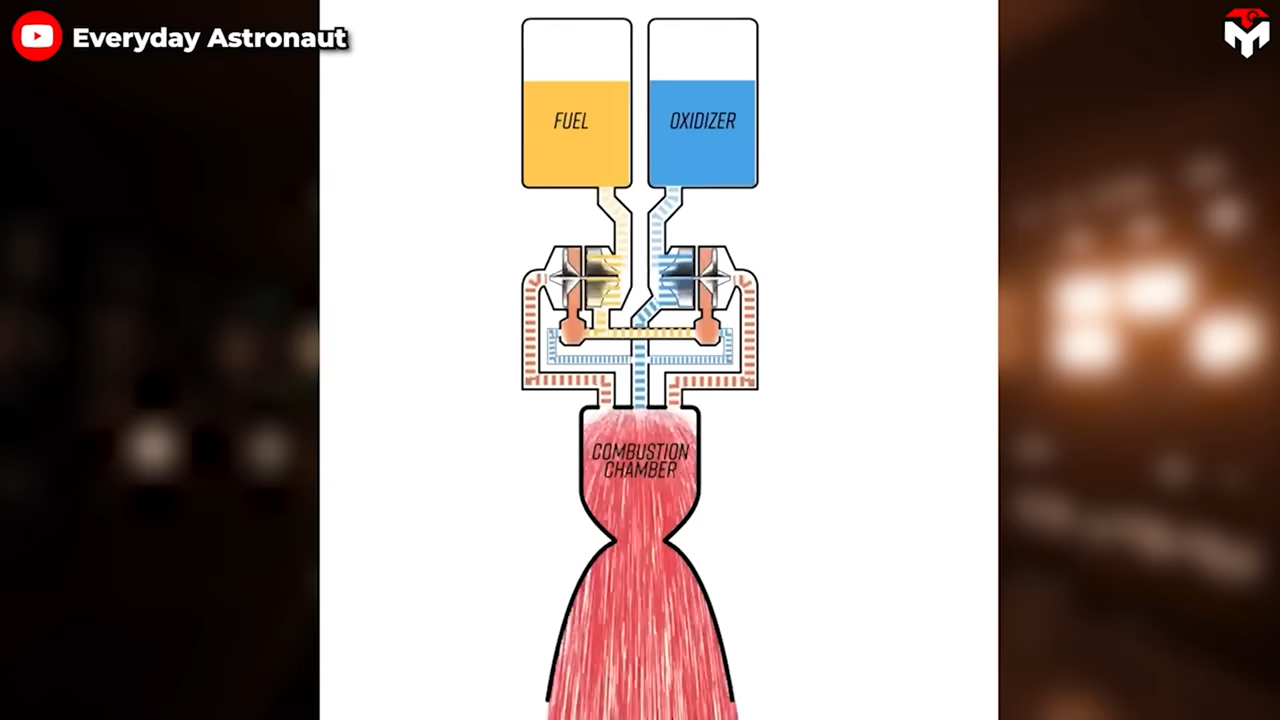 Everyday Astronaut
FUEL
OXIDIZER
COMBUSTION
CHAMBER